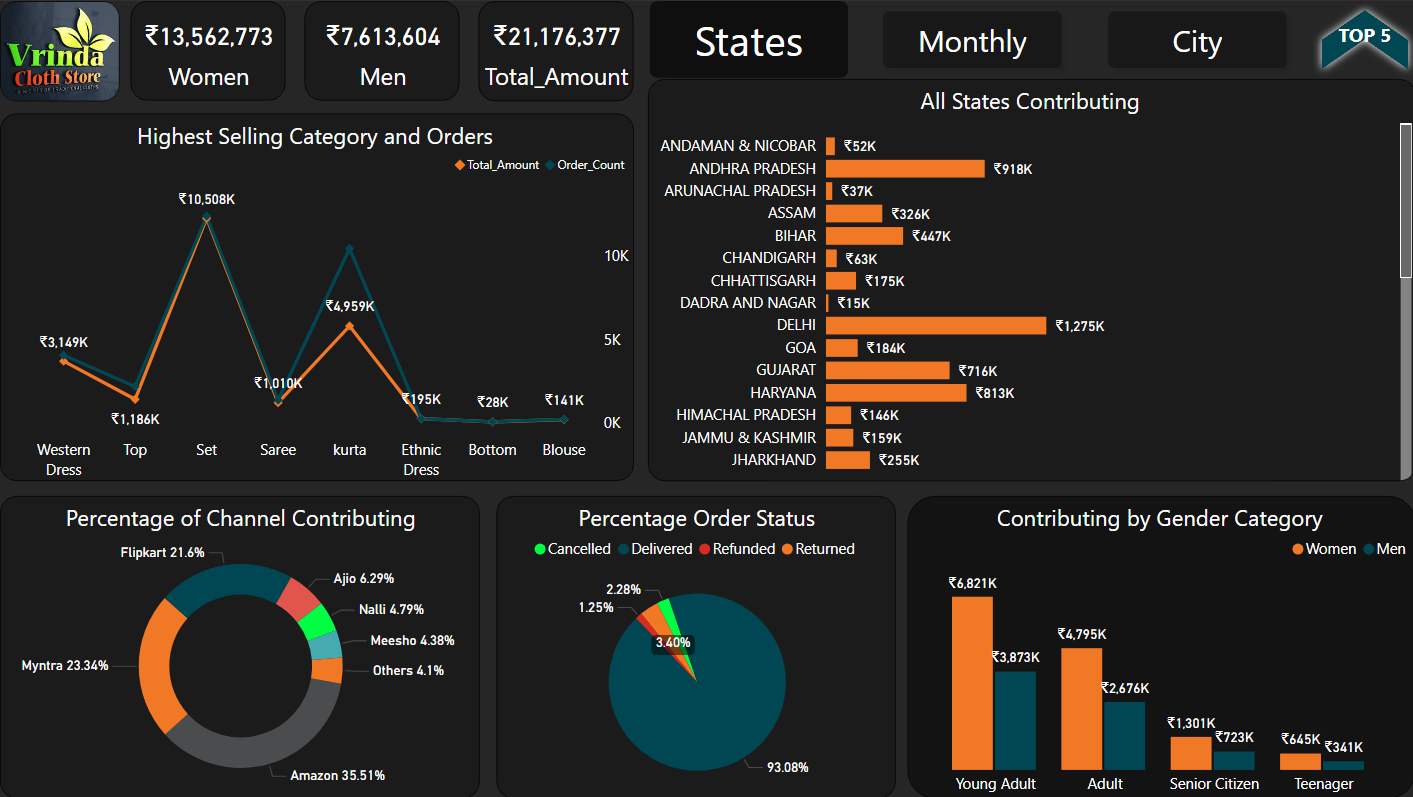 Vrinda
Cloth Store
₹13,562,773
Women
₹7,613,604
Men
₹21,176,377
Total_Amount
States
Monthly
City
TOP 5
Highest Selling Category and Orders
Total_Amount Order_Count
₹10,508K
₹4,959K
₹3,149K
₹1,010K
₹1,186K
₹195K
₹28K
₹141K
10K
5K
0K
Western Dress
Top
Set
Saree
kurta
Ethnic Dress
Bottom
Blouse
All States Contributing
ANDAMAN & NICOBAR ₹52K
ANDHRA PRADESH ₹918K
ARUNACHAL PRADESH ₹37K
ASSAM ₹326K
BIHAR ₹447K
CHANDIGARH ₹63K
CHHATTISGARH ₹175K
DADRA AND NAGAR ₹15K
DELHI ₹1,275K
GOA ₹184K
GUJARAT ₹716K
HARYANA ₹813K
HIMACHAL PRADESH ₹146K
JAMMU & KASHMIR ₹159K
JHARKHAND ₹255K
Percentage of Channel Contributing
Flipkart 21.6%
Ajio 6.29%
Nalli 4.79%
Meesho 4.38%
Others 4.1%
Myntra 23.34%
Amazon 35.51%
Percentage Order Status
Cancelled Delivered Refunded Returned
2.28%
1.25%
3.40%
93.08%
Contributing by Gender Category
Women Men
₹6,821K
₹3,873K
₹4,795K
₹2,676K
₹1,301K
₹723K
₹645K
₹341K
Young Adult
Adult
Senior Citizen
Teenager